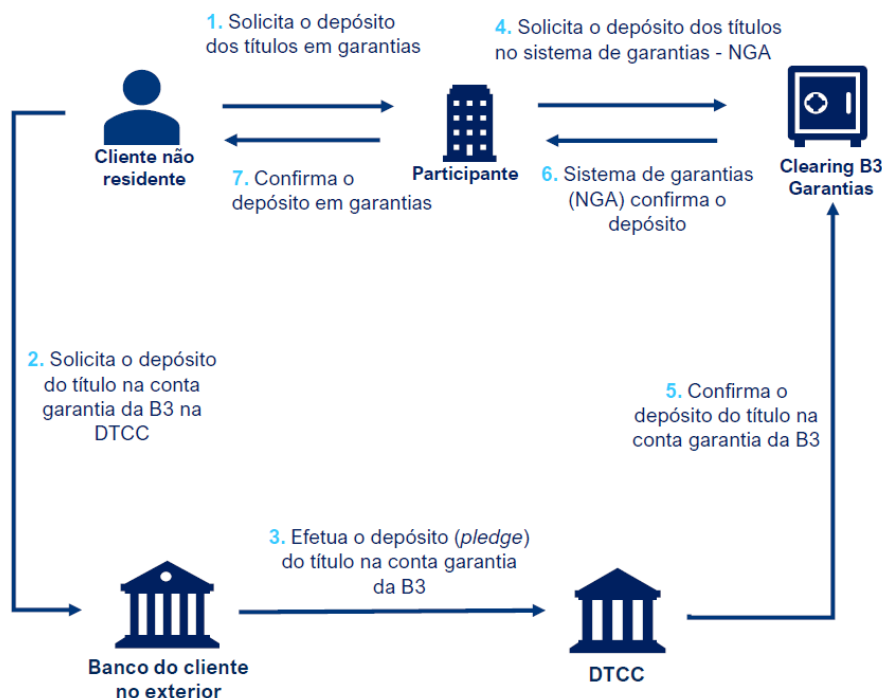 1. Solicita o depósito
dos títulos em garantias
4. Solicita o depósito dos títulos
no sistema de garantias - NGA
Cliente não
residente
Participante
Clearing B3
Garantias
7. Confirma o
depósito em garantias
6. Sistema de garantias
(NGA) confirma o
depósito
2. Solicita o depósito
do título na conta
garantia da B3 na
DTCC
5. Confirma o
depósito do título na
conta garantia da B3
3. Efetua o depósito (pledge)
do título na conta garantia
da B3
Banco do cliente
no exterior
DTCC